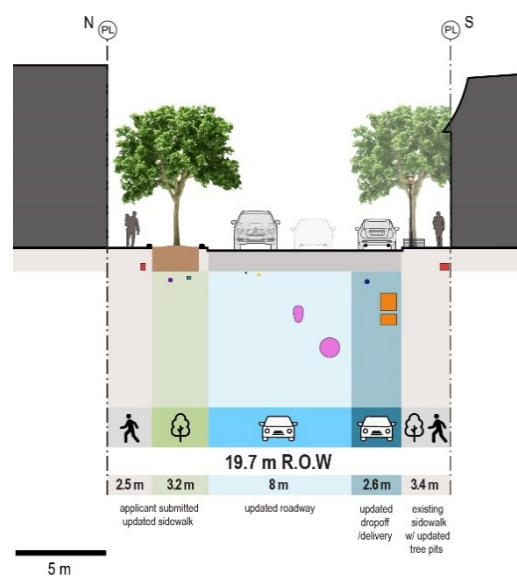 N
PL
PL
S
19.7 m R.O.W
2.5 m 3.2 m 8 m 2.6 m 3.4 m
applicant submitted
updated sidewalk
updated roadway
updated
dropoff
/delivery
existing
sidewalk
w/ updated
tree pits
5 m